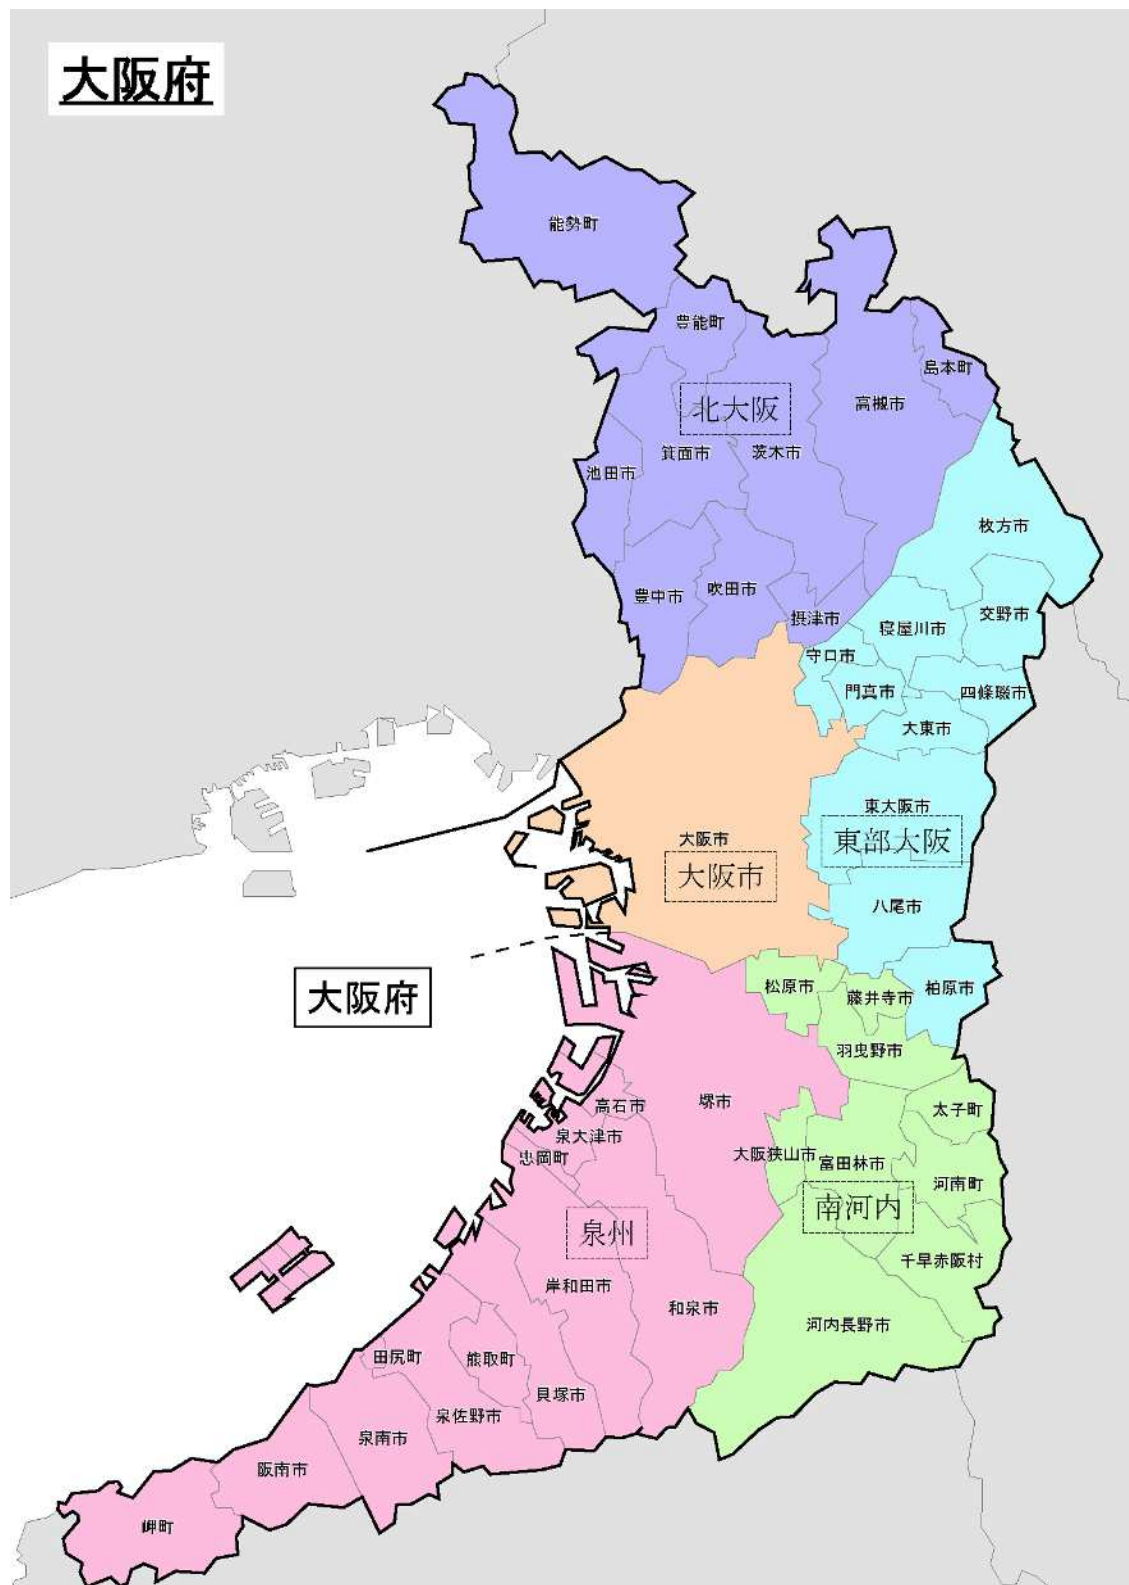 大阪府
能勢町
豊能町
島本町
高槻市
北大阪
箕面市
茨木市
池田市
枚方市
豊中市
吹田市
摂津市
交野市
寝屋川市
守口市
門真市
四條畷市
大東市
東大阪市
東部大阪
大阪市
大阪市
八尾市
大阪府
松原市
藤井寺市
柏原市
羽曳野市
高石市
堺市
太子町
泉大津市
忠岡町
大阪狭山市
富田林市
河南町
南河内
泉州
千早赤阪村
岸和田市
和泉市
河内長野市
田尻町
熊取町
貝塚市
泉佐野市
泉南市
阪南市
岬町